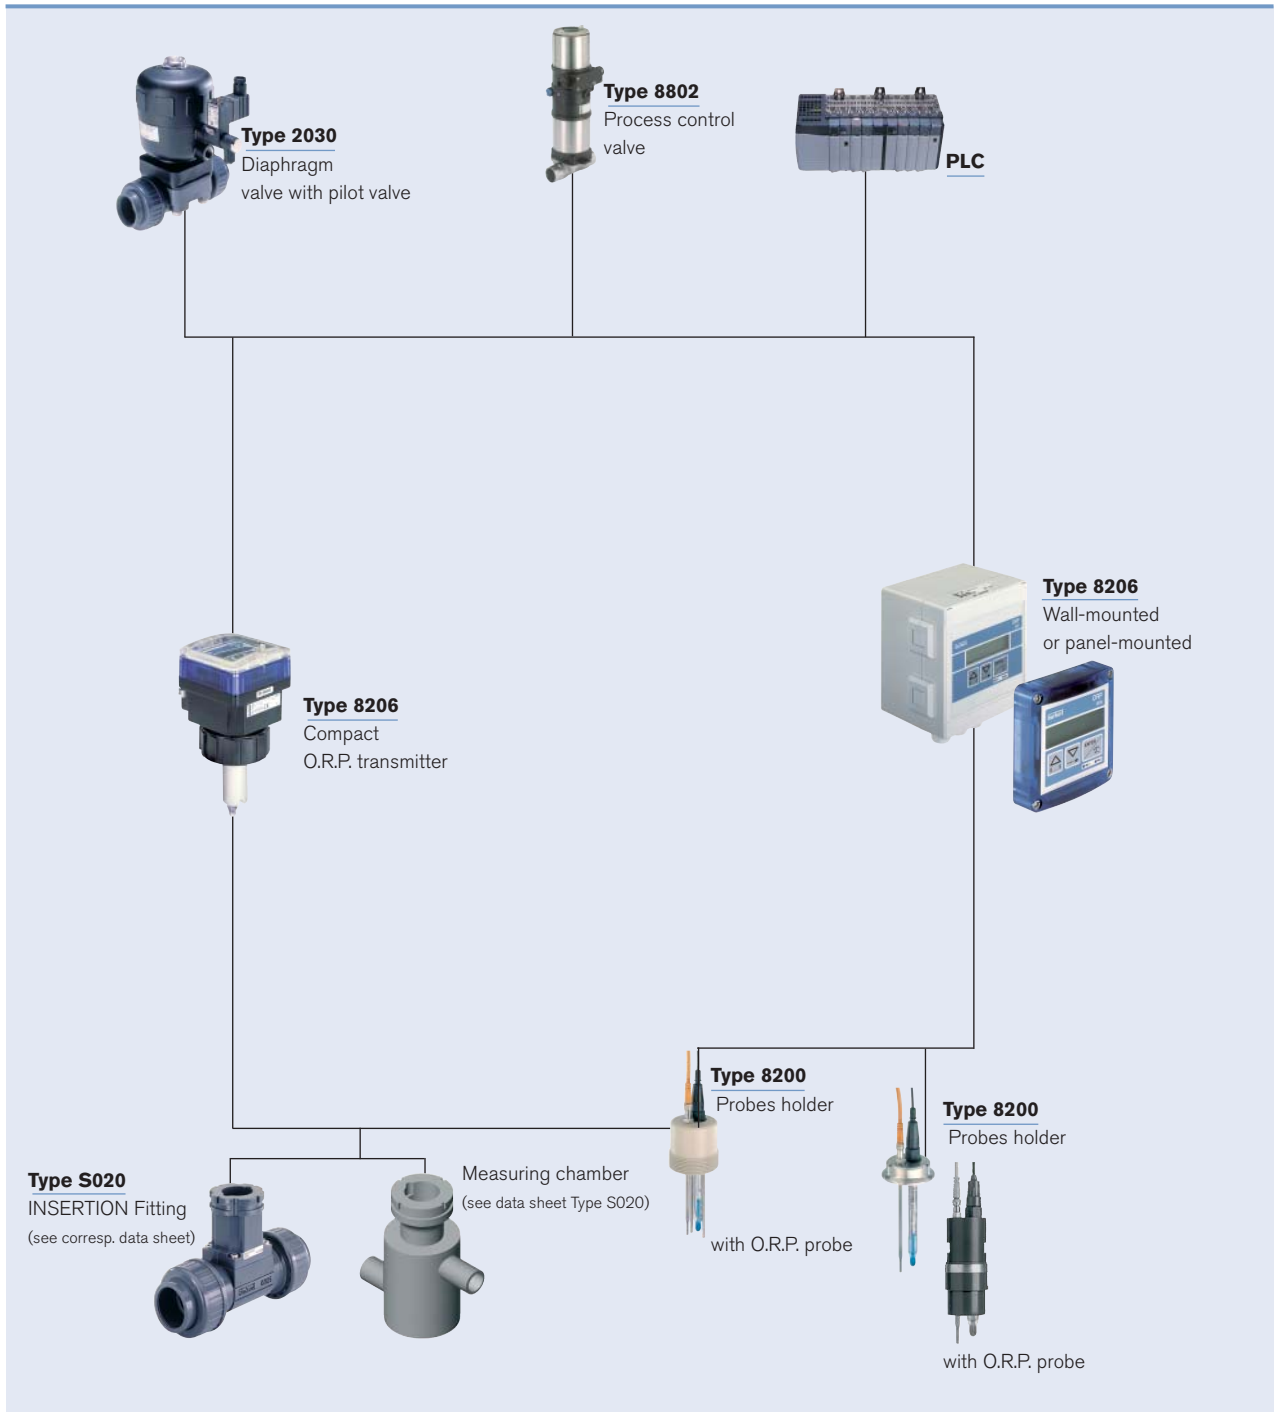 Type 2030
Diaphragm
valve with pilot valve
Type 8802
Process control
valve
PLC
Type 8206
Wall-mounted
or panel-mounted
Type 8206
Compact
O.R.P. transmitter
Type 8200
Probes holder
with O.R.P. probe
Type 8200
Probes holder
with O.R.P. probe
Type S020
INSERTION Fitting
(see corresp. data sheet)
Measuring chamber
(see data sheet Type S020)